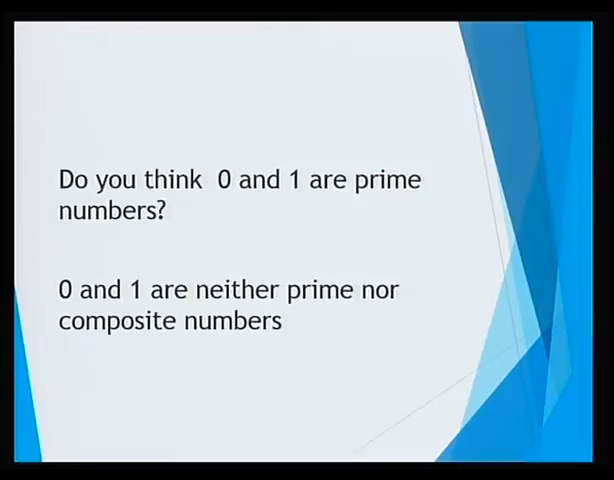 Do you think 0 and 1 are prime
numbers?
0 and 1 are neither prime nor
composite numbers